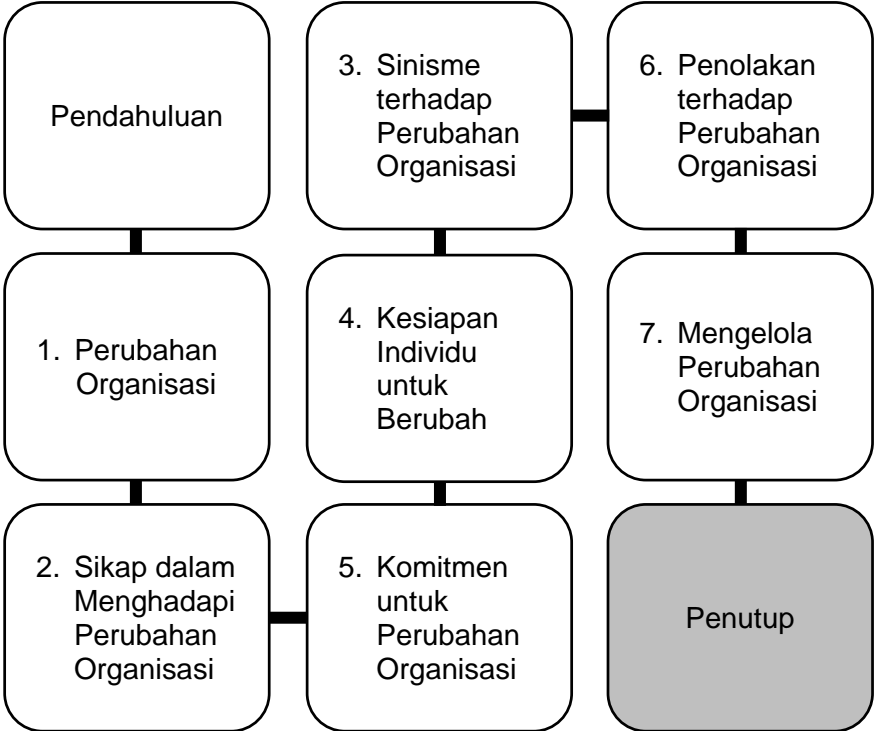 Pendahuluan
1. Perubahan
Organisasi
2. Sikap dalam
Menghadapi
Perubahan
Organisasi
3. Sinisme
terhadap
Perubahan
Organisasi
4. Kesiapan
Individu
untuk
Berubah
5. Komitmen
untuk
Perubahan
Organisasi
6. Penolakan
terhadap
Perubahan
Organisasi
7. Mengelola
Perubahan
Organisasi
Penutup